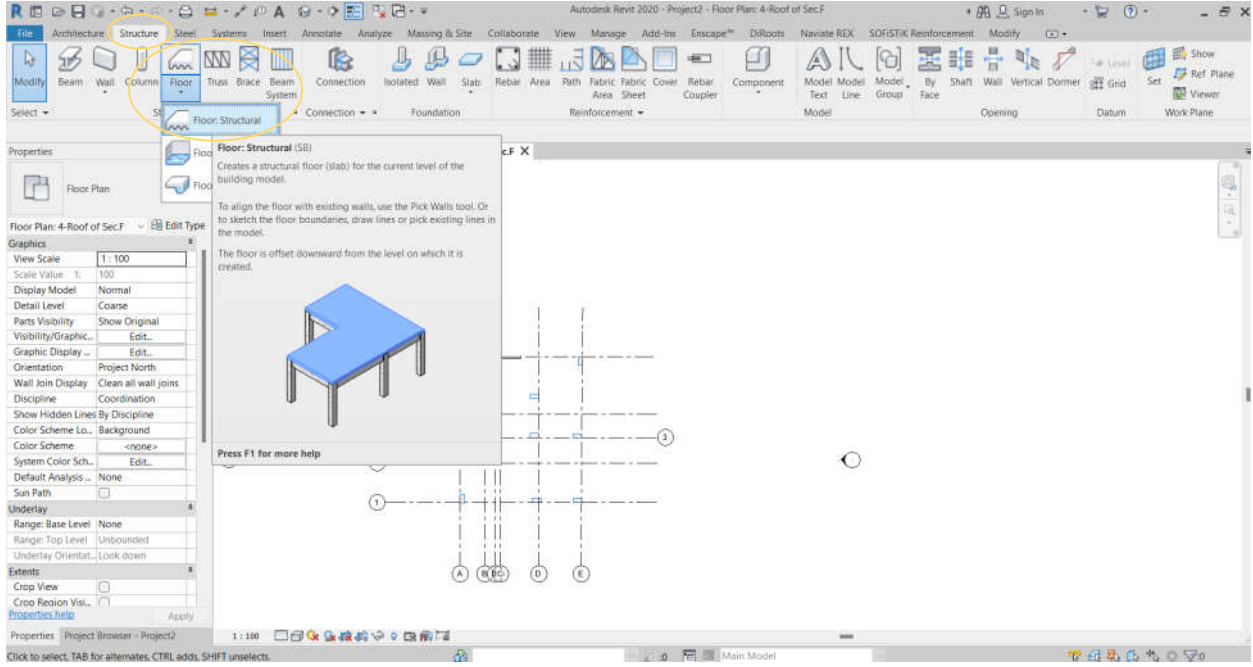 Autodesk Revit 2020 - Project2 - Floor Plan: 4-Roof of Sec.F
Sign In
File Architecture Structure Steel Systems Insert Annotate Analyze Massing & Site Collaborate View Manage Add-Ins Enscape™ DiRoots Naviate REX SOFiSTiK Reinforcement Modify
Modify Beam Wall Column Floor Truss Brace Beam System Connection Isolated Wall Slab Rebar Area Path Fabric Area Fabric Sheet Cover Rebar Coupler Component Model Text Model Line Model Group By Face Shaft Wall Vertical Dormer Level Grid Set Show
Ref Plane
Viewer
Select Connection Foundation Reinforcement Model Opening Datum Work Plane
Floor: Structural
Floor: Structural (SB)
Creates a structural floor (slab) for the current level of the
building model.
To align the floor with existing walls, use the Pick Walls tool. Or
to sketch the floor boundaries, draw lines or pick existing lines in
the model.
The floor is offset downward from the level on which it is
created.
Press F1 for more help
Properties
Floor Plan
Floor Plan: 4-Roof of Sec.F Edit Type
Graphics
View Scale 1 : 100
Scale Value 1: 100
Display Model Normal
Detail Level Coarse
Parts Visibility Show Original
Visibility/Graphic... Edit...
Graphic Display ... Edit...
Orientation Project North
Wall Join Display Clean all wall joins
Discipline Coordination
Show Hidden Lines By Discipline
Color Scheme Lo... Background
Color Scheme <none>
System Color Sch... Edit...
Default Analysis ... None
Sun Path
Underlay
Range: Base Level None
Range: Top Level Unbounded
Underlay Orientat... Look down
Extents
Crop View
Crop Region Visi...
Properties help Apply
Properties Project Browser - Project2
3
1
A B D E
1 : 100
Click to select, TAB for alternates, CTRL adds, SHIFT unselects.
:0 Main Model :0